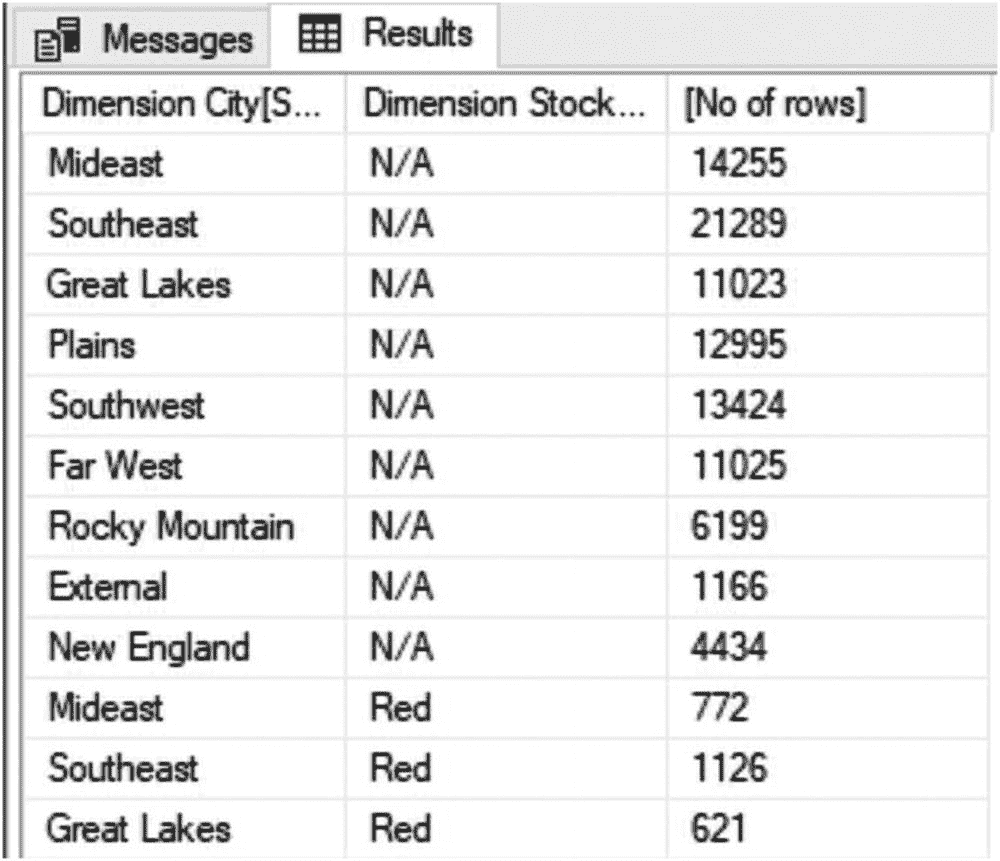 Messages Results
Dimension City[S... Dimension Stock... [No of rows]
Mideast N/A 14255
Southeast N/A 21289
Great Lakes N/A 11023
Plains N/A 12995
Southwest N/A 13424
Far West N/A 11025
Rocky Mountain N/A 6199
External N/A 1166
New England N/A 4434
Mideast Red 772
Southeast Red 1126
Great Lakes Red 621